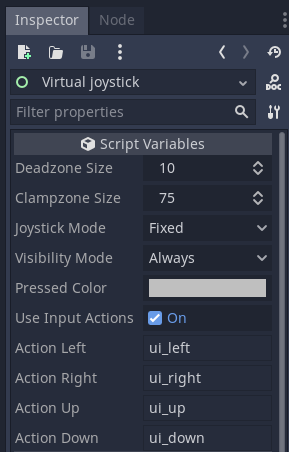 Inspector Node
Virtual joystick
DOC
Filter properties
Script Variables
Deadzone Size 10
Clampzone Size 75
Joystick Mode Fixed
Visibility Mode Always
Pressed Color
Use Input Actions On
Action Left ui_left
Action Right ui_right
Action Up ui_up
Action Down ui_down